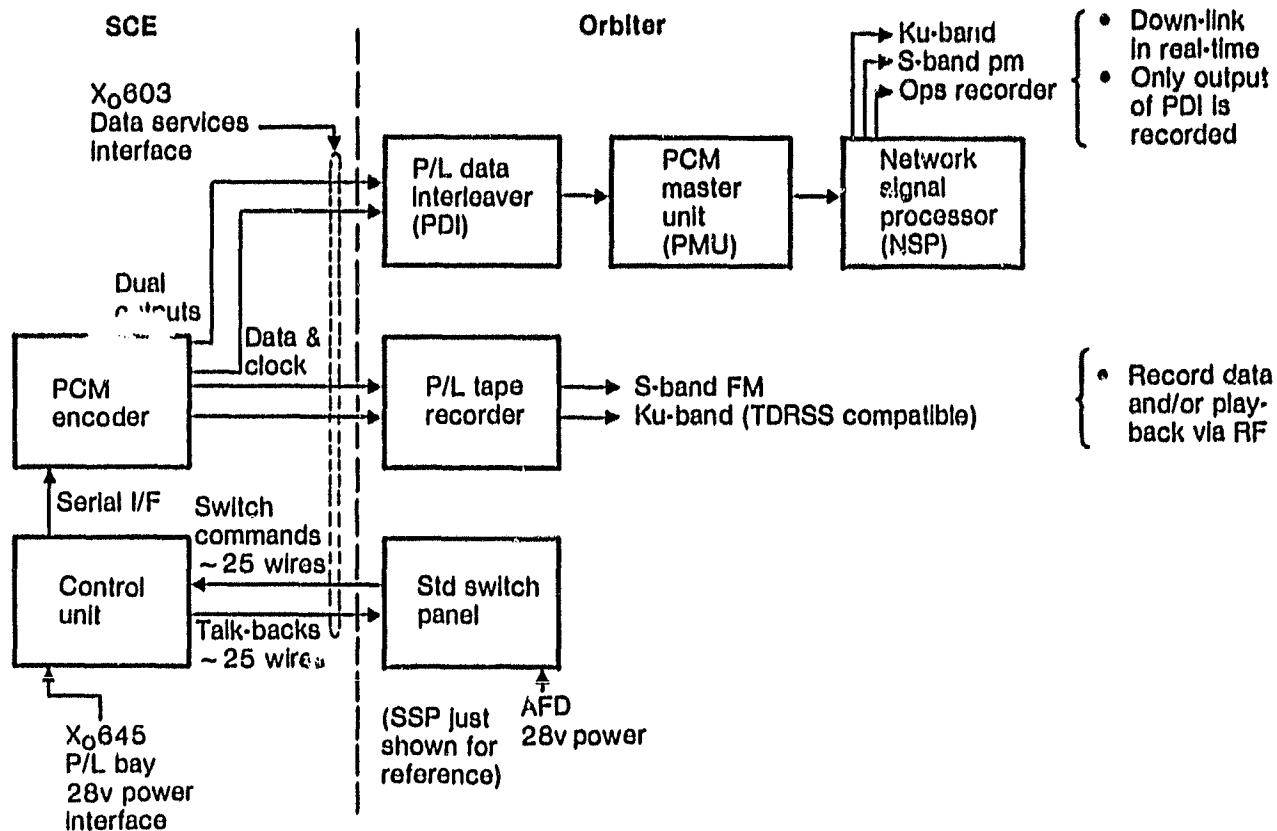 SCE
Orbiter
X₀603
Data services
interface
Ku-band
S-band pm
Ops recorder
• Down-link
in real-time
• Only output
of PDI is
recorded
P/L data
interleaver
(PDI)
PCM
master
unit
(PMU)
Network
signal
processor
(NSP)
Dual
Data &
clock
PCM
encoder
P/L tape
recorder
S-band FM
Ku-band (TDRSS compatible)
• Record data
and/or play-
back via RF
Serial I/F
Switch
commands
~25 wires
Control
unit
Std switch
panel
Talk-backs
~25 wires
X₀645
P/L bay
28v power
interface
(SSP just
shown for
reference)
AFD
28v power